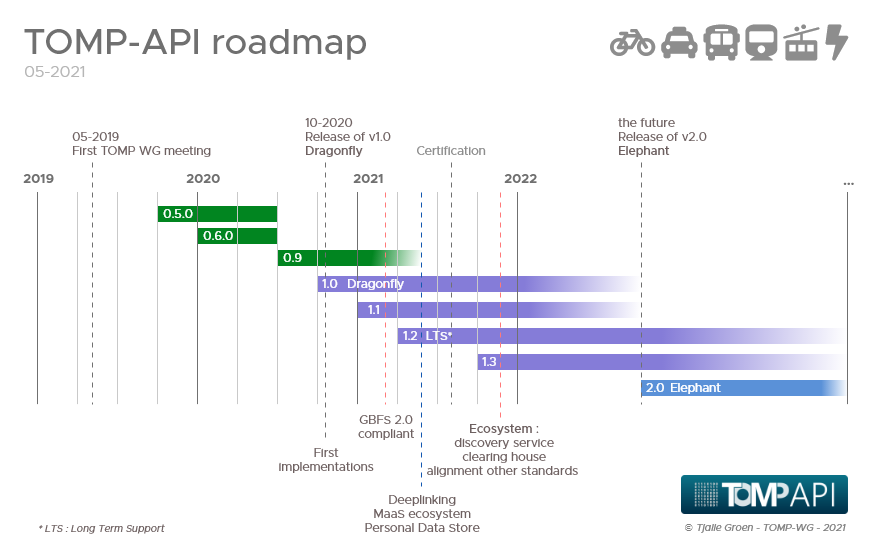 TOMP-API roadmap
05-2021
05-2019
First TOMP WG meeting
10-2020
Release of v1.0
Dragonfly
Certification
the future
Release of v2.0
Elephant
2019
2020
2021
2022
...
0.5.0
0.6.0
0.9
1.0 Dragonfly
1.1
1.2 LTS*
1.3
2.0 Elephant
GBFS 2.0
compliant
First
implementations
Ecosystem :
discovery service
clearing house
alignment other standards
Deeplinking
MaaS ecosystem
Personal Data Store
TOMP API
* LTS : Long Term Support
© Tjalle Groen - TOMP-WG - 2021